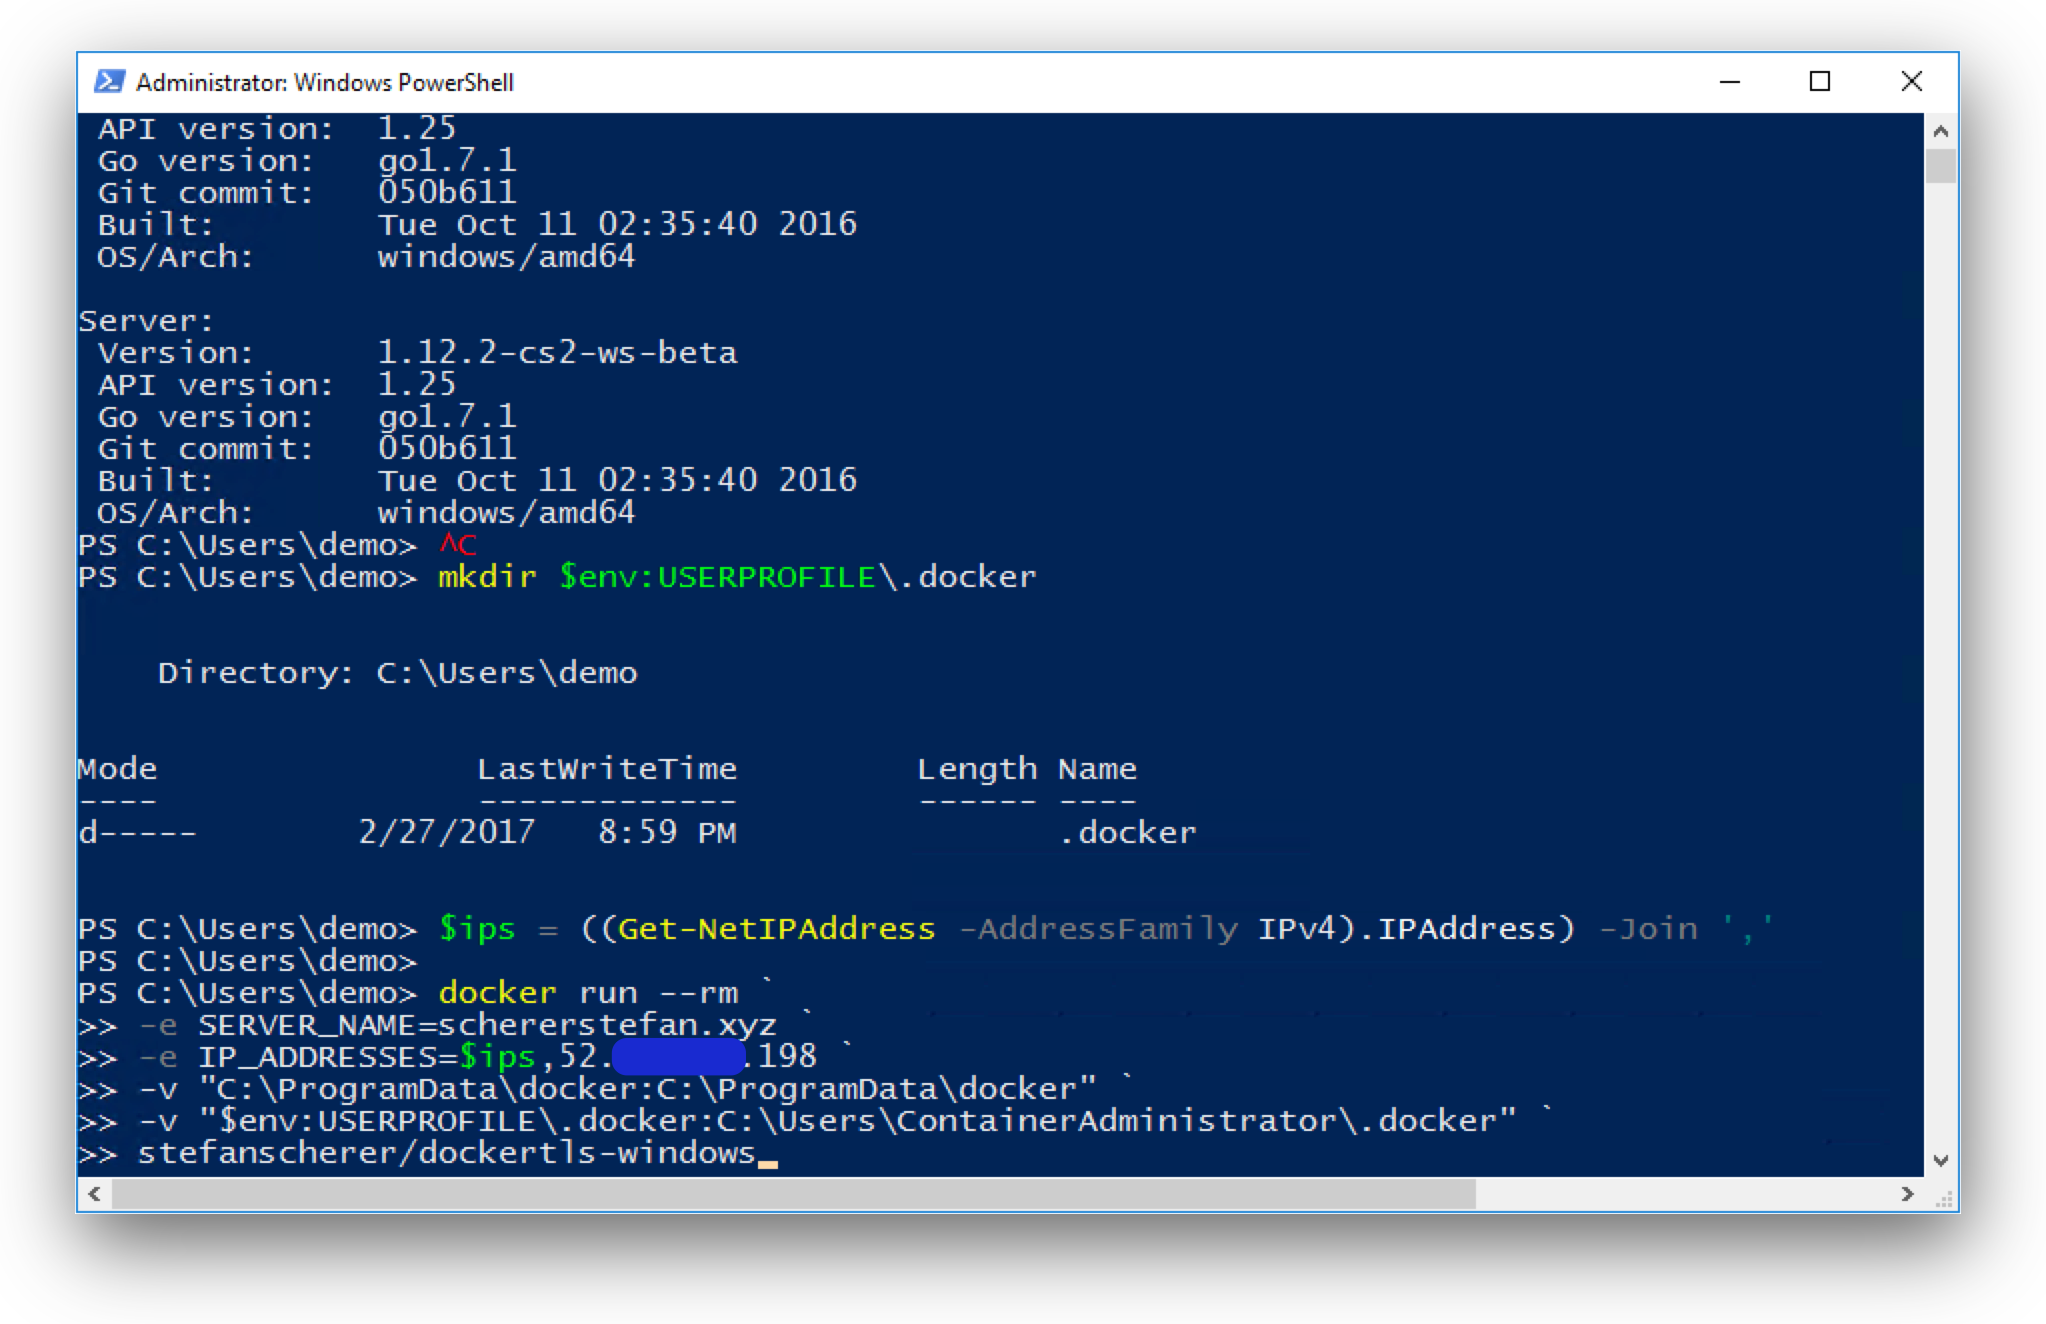 Administrator: Windows PowerShell
API version:  1.25
Go version:   go1.7.1
Git commit:   050b611
Built:        Tue Oct 11 02:35:40 2016
OS/Arch:      windows/amd64
Server:
Version:      1.12.2-cs2-ws-beta
API version:  1.25
Go version:   go1.7.1
Git commit:   050b611
Built:        Tue Oct 11 02:35:40 2016
OS/Arch:      windows/amd64
PS C:\Users\demo> ^C
PS C:\Users\demo> mkdir $env:USERPROFILE\.docker
Directory: C:\Users\demo
Mode                LastWriteTime         Length Name
----                -------------         ------ ----
d-----        2/27/2017   8:59 PM                .docker
PS C:\Users\demo> $ips = ((Get-NetIPAddress -AddressFamily IPv4).IPAddress) -Join ','
PS C:\Users\demo>
PS C:\Users\demo> docker run --rm `
>> -e SERVER_NAME=schererstefan.xyz `
>> -e IP_ADDRESSES=$ips,52. .198 `
>> -v "C:\ProgramData\docker:C:\ProgramData\docker" `
>> -v "$env:USERPROFILE\.docker:C:\Users\ContainerAdministrator\.docker" `
>> stefanscherer/dockertls-windows